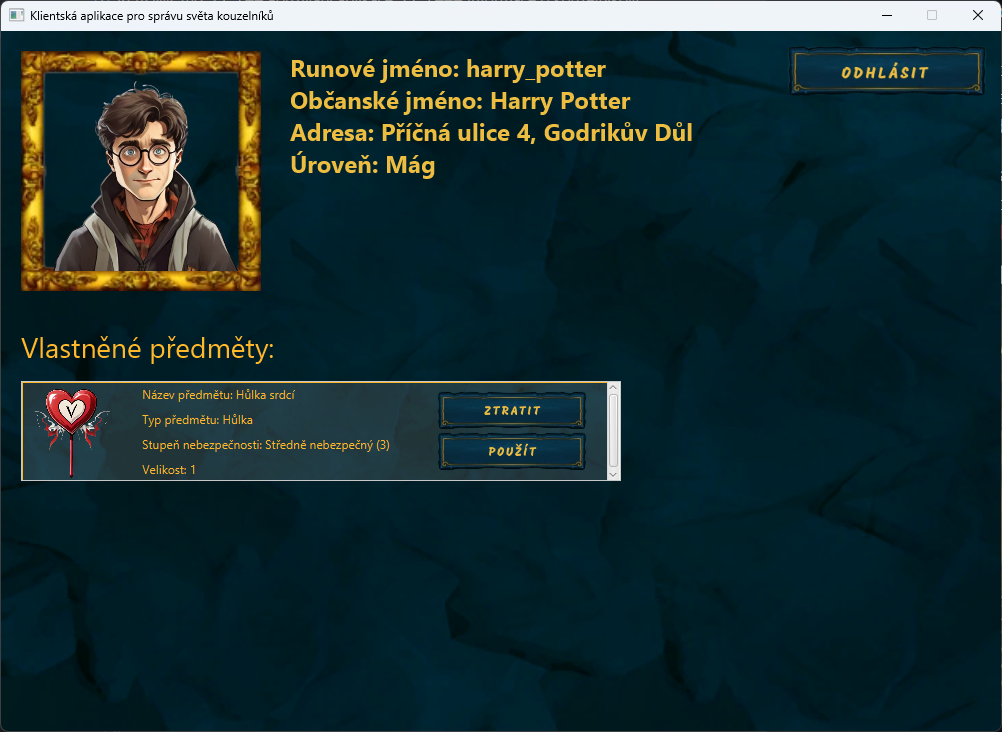 Klientská aplikace pro správu světa kouzelníků
Runové jméno: harry_potter
Občanské jméno: Harry Potter
Adresa: Příčná ulice 4, Godrikův Důl
Úroveň: Mág
ODHLÁSIT
Vlastněné předměty:
V
Název předmětu: Hůlka srdcí
Typ předmětu: Hůlka
Stupeň nebezpečnosti: Středně nebezpečný (3)
Velikost: 1
ZTRATIT
POUŽÍT